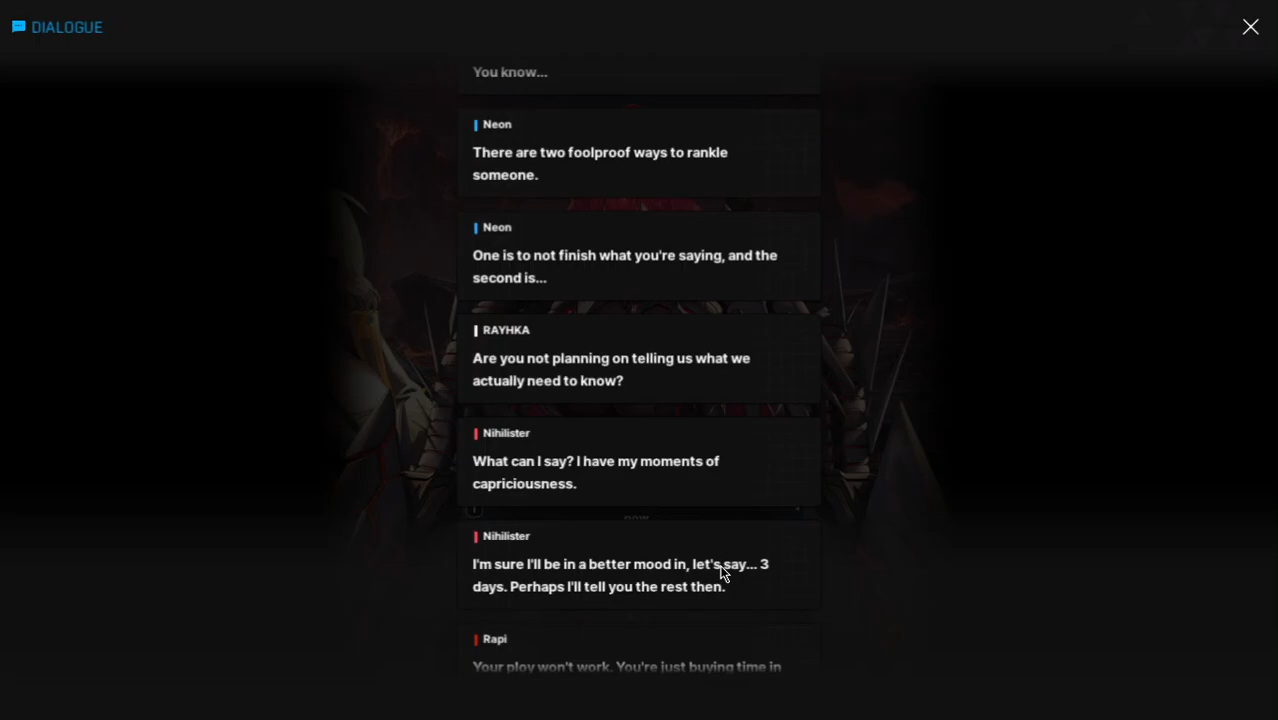 DIALOGUE
You know...
Neon
There are two foolproof ways to rankle
someone.
Neon
One is to not finish what you're saying, and the
second is...
RAYHKA
Are you not planning on telling us what we
actually need to know?
Nihilister
What can I say? I have my moments of
capriciousness.
Nihilister
I'm sure I'll be in a better mood in, let's say... 3
days. Perhaps I'll tell you the rest then.
Rapi
Your ploy won't work. You're just buying time in